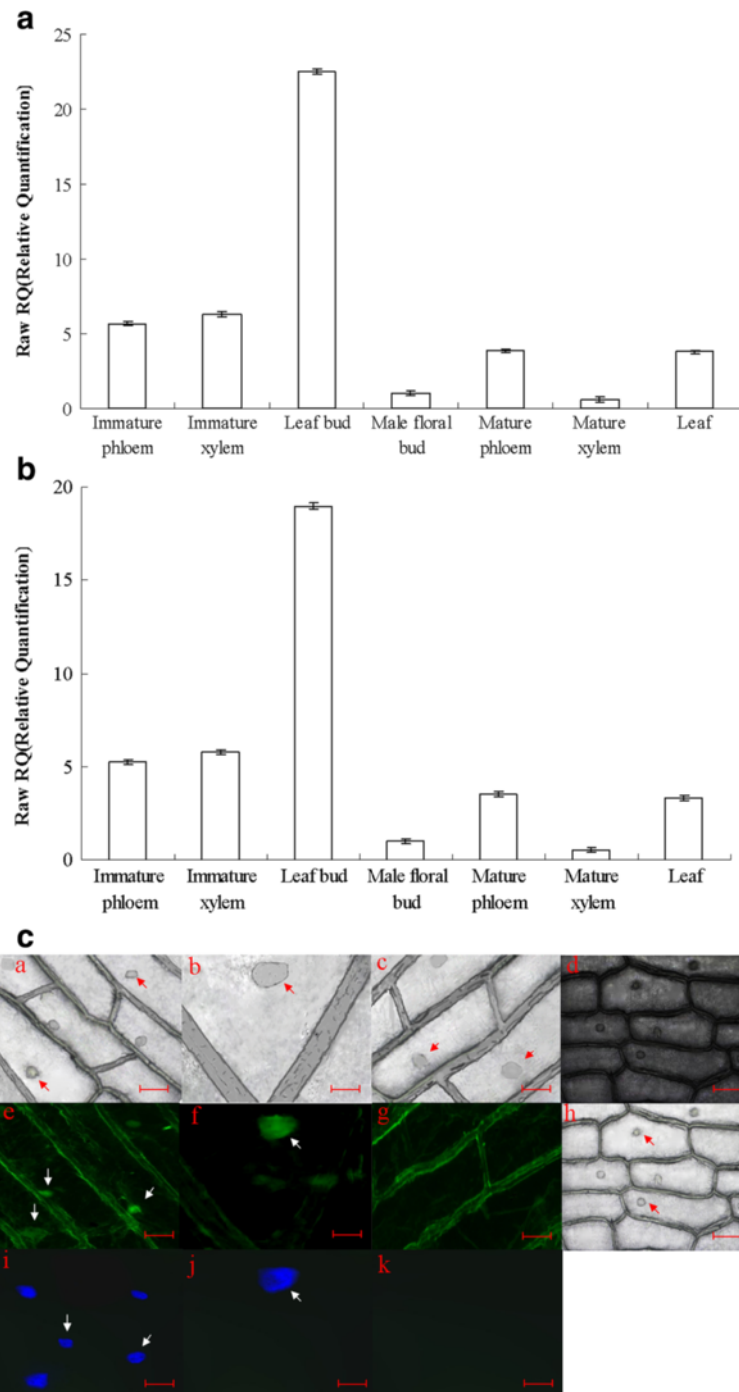 a
Raw RQ(Relative Quantification)
25
20
15
10
5
0
Immature phloem
Immature xylem
Leaf bud
Male floral bud
Mature phloem
Mature xylem
Leaf
b
Raw RQ(Relative Quantification)
20
15
10
5
0
Immature phloem
Immature xylem
Leaf bud
Male floral bud
Mature phloem
Mature xylem
Leaf
c
a
b
c
d
e
f
g
h
i
j
k